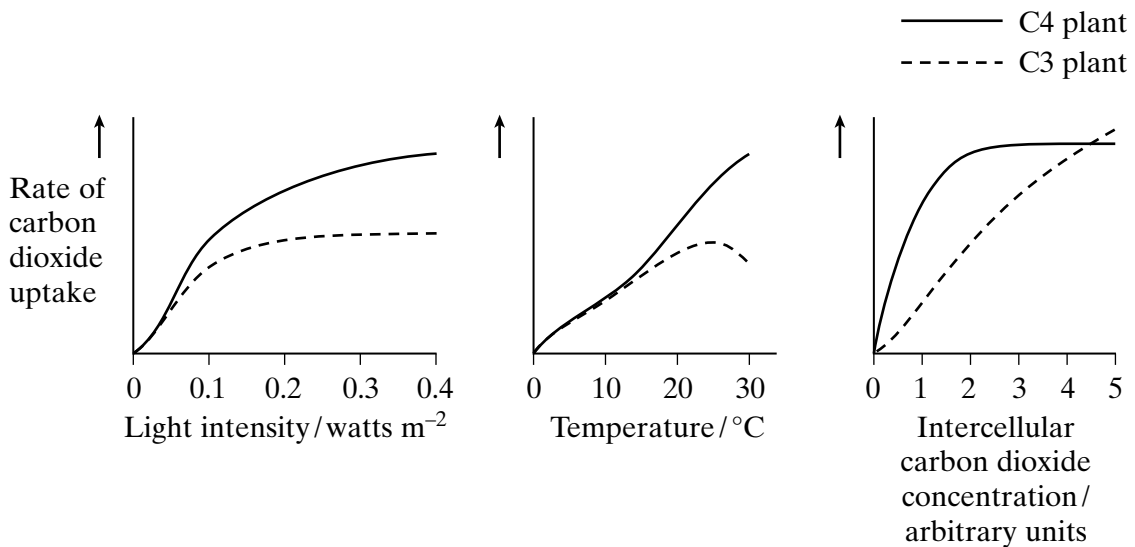 C4 plant
C3 plant
Rate of
carbon
dioxide
uptake
0 0.1 0.2 0.3 0.4
Light intensity/watts m⁻²
0 10 20 30
Temperature/°C
0 1 2 3 4 5
Intercellular
carbon dioxide
concentration/
arbitrary units